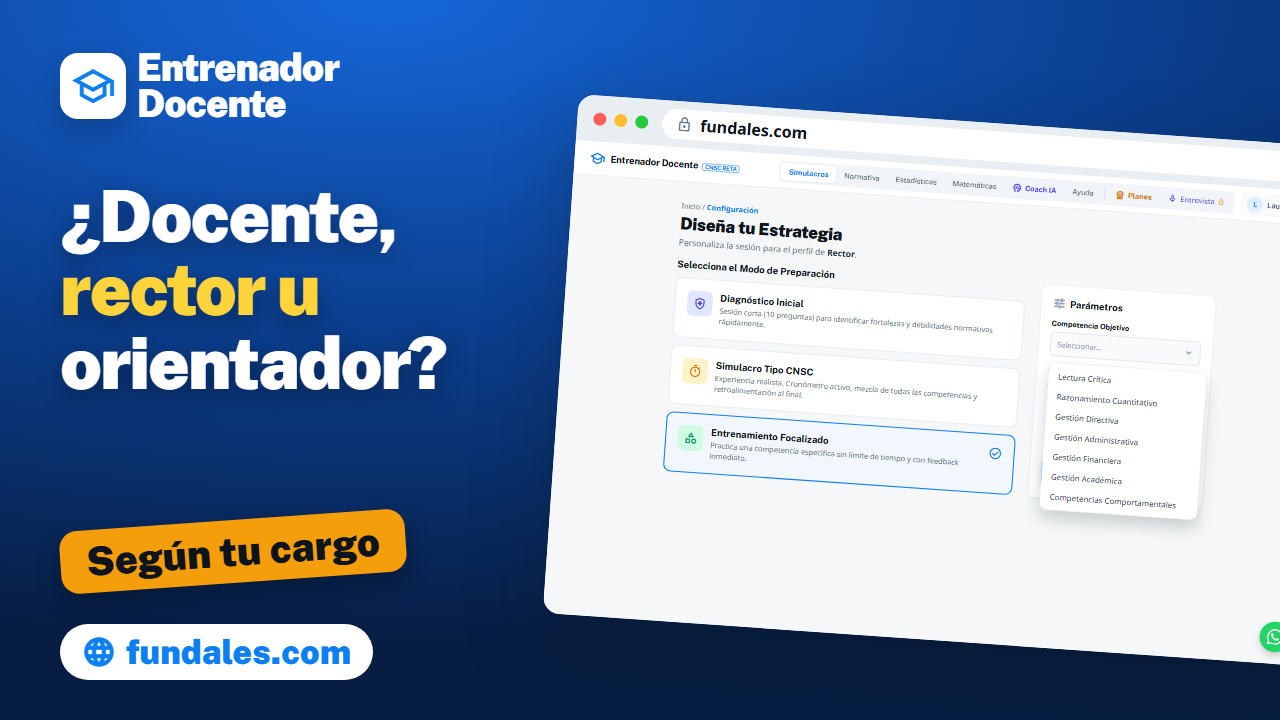 Entrenador
Docente
¿Docente,
rector u
orientador?
Según tu cargo
fundales.com
fundales.com
Entrenador Docente CNSC BETA
Simulacros Normativa Estadísticas Matemáticas Coach IA Ayuda Planes Entrevista
L Lau
Inicio / Configuración
Diseña tu Estrategia
Personaliza la sesión para el perfil de Rector.
Selecciona el Modo de Preparación
Diagnóstico Inicial
Sesión corta (10 preguntas) para identificar fortalezas y debilidades normativas
rápidamente.
Simulacro Tipo CNSC
Experiencia realista. Cronómetro activo, mezcla de todas las competencias y
retroalimentación al final.
Entrenamiento Focalizado
Practica una competencia específica sin límite de tiempo y con feedback
inmediato.
Parámetros
Competencia Objetivo
Seleccionar...
Lectura Crítica
Razonamiento Cuantitativo
Gestión Directiva
Gestión Administrativa
Gestión Financiera
Gestión Académica
Competencias Comportamentales